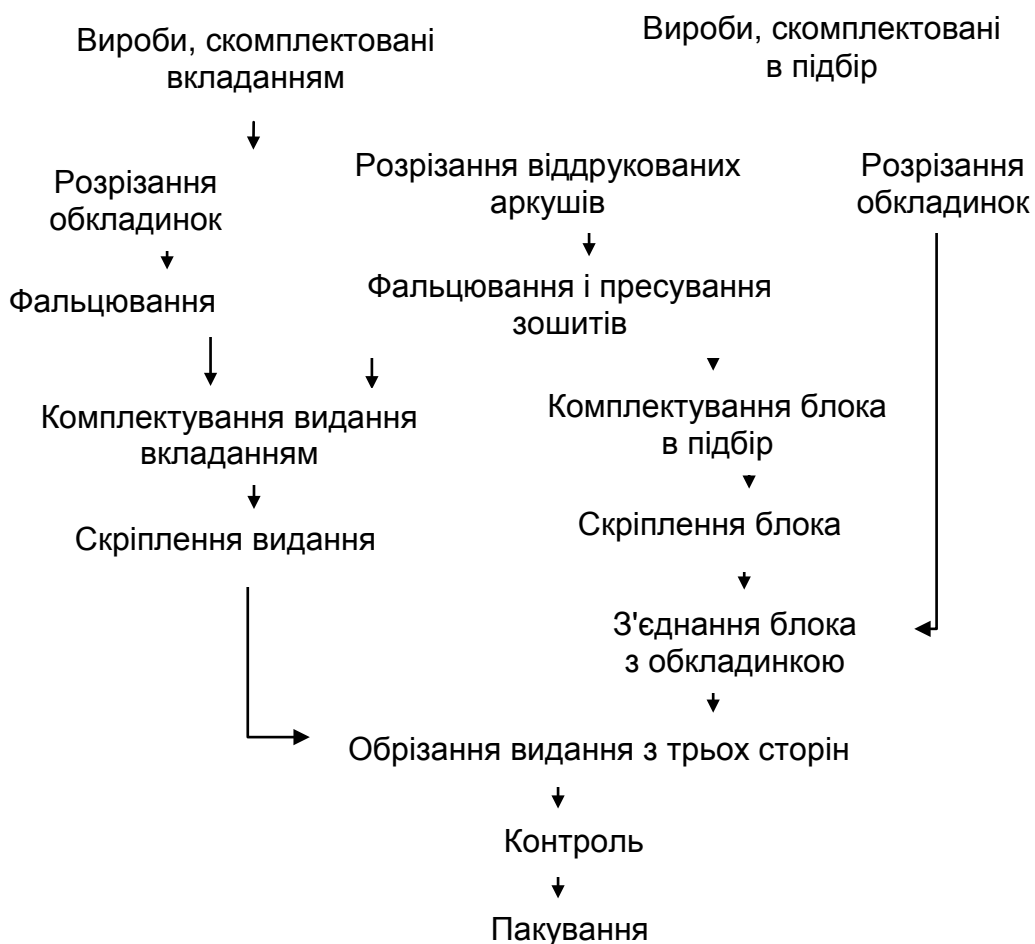 Вироби, скомплектовані
вкладанням
Вироби, скомплектовані
в підбір
Розрізання
обкладинок
Розрізання віддрукованих
аркушів
Розрізання
обкладинок
Фальцювання
Фальцювання і пресування
зошитів
Комплектування видання
вкладанням
Комплектування блока
в підбір
Скріплення видання
Скріплення блока
З'єднання блока
з обкладинкою
Обрізання видання з трьох сторін
Контроль
Пакування